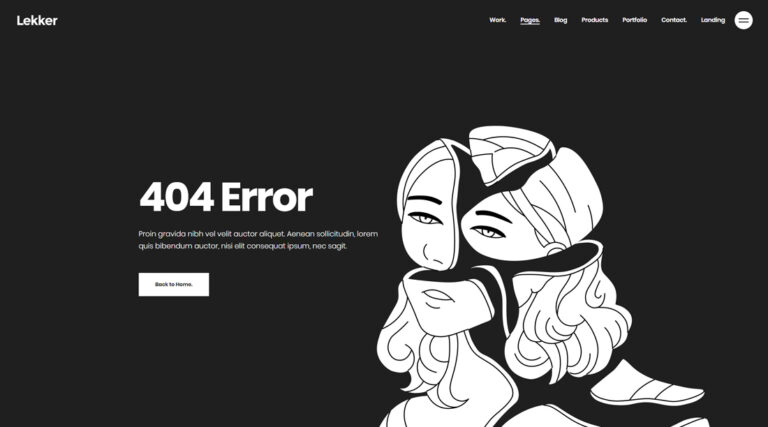 Lekker
Work. Pages. Blog Products Portfolio Contact. Landing
404 Error
Proin gravida nibh vel velit auctor aliquet. Aenean sollicitudin, lorem
quis bibendum auctor, nisi elit consequat ipsum, nec sagit.
Back to Home.